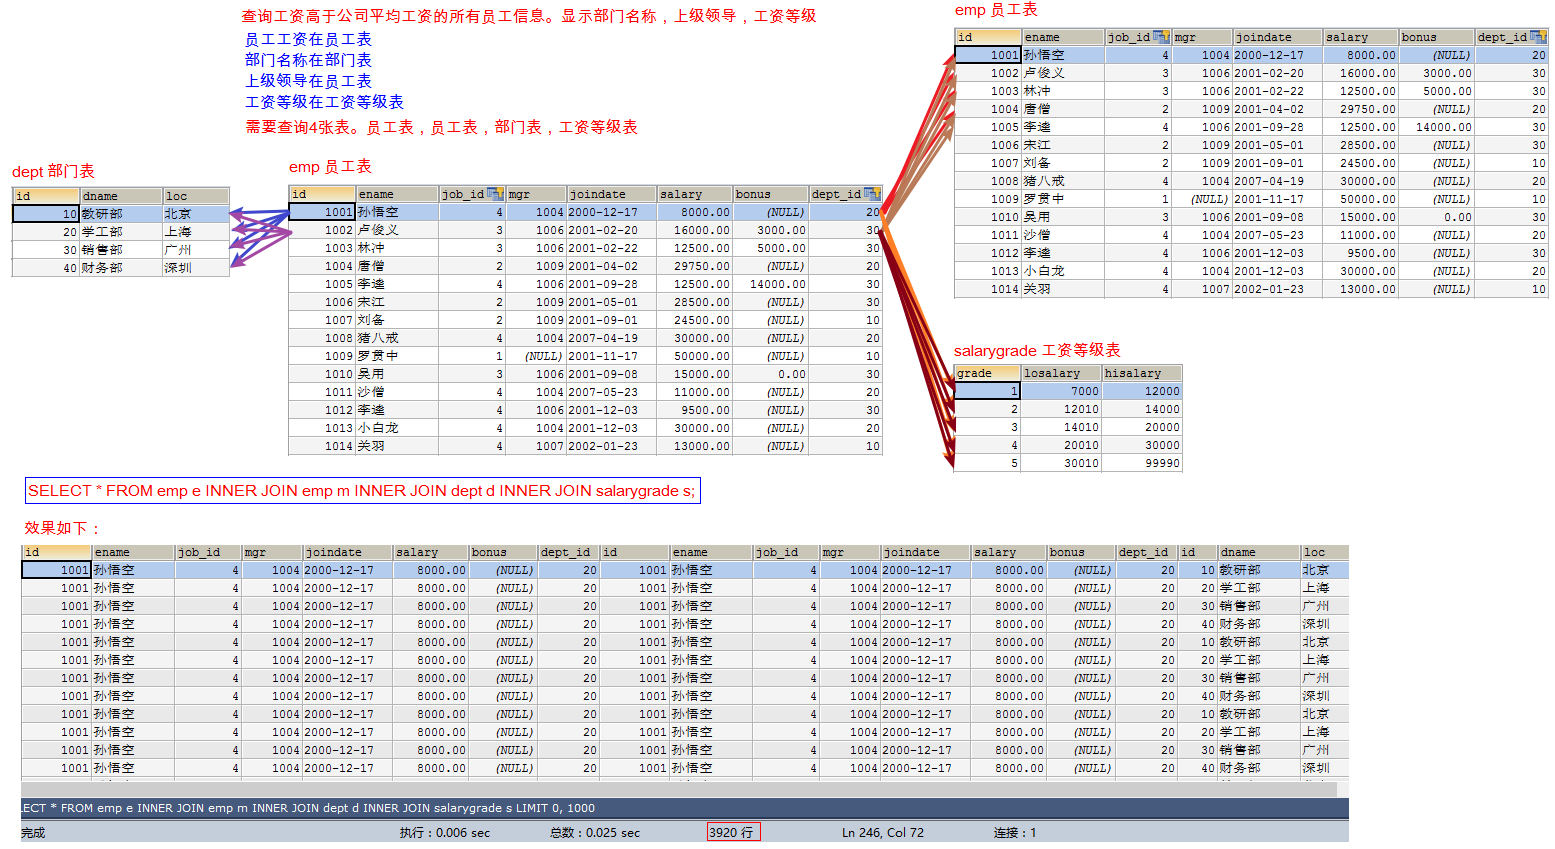 查询工资高于公司平均工资的所有员工信息。显示部门名称，上级领导，工资等级
员工工资在员工表
部门名称在部门表
上级领导在员工表
工资等级在工资等级表
需要查询4张表。员工表，员工表，部门表，工资等级表
dept 部门表
id dname loc
10 教研部 北京
20 学工部 上海
30 销售部 广州
40 财务部 深圳
emp 员工表
id ename job_id mgr joindate salary bonus dept_id
1001 孙悟空 4 1004 2000-12-17 8000.00 (NULL) 20
1002 卢俊义 3 1006 2001-02-20 16000.00 3000.00 30
1003 林冲 3 1006 2001-02-22 12500.00 5000.00 30
1004 唐僧 2 1009 2001-04-02 29750.00 (NULL) 20
1005 李逵 4 1006 2001-09-28 12500.00 14000.00 30
1006 宋江 2 1009 2001-05-01 28500.00 (NULL) 30
1007 刘备 2 1009 2001-09-01 24500.00 (NULL) 10
1008 猪八戒 4 1004 2007-04-19 30000.00 (NULL) 20
1009 罗贯中 1 (NULL) 2001-11-17 50000.00 (NULL) 10
1010 吴用 3 1006 2001-09-08 15000.00 0.00 30
1011 沙僧 4 1004 2007-05-23 11000.00 (NULL) 20
1012 李逵 4 1006 2001-12-03 9500.00 (NULL) 30
1013 小白龙 4 1004 2001-12-03 30000.00 (NULL) 20
1014 关羽 4 1007 2002-01-23 13000.00 (NULL) 10
emp 员工表
id ename job_id mgr joindate salary bonus dept_id
1001 孙悟空 4 1004 2000-12-17 8000.00 (NULL) 20
1002 卢俊义 3 1006 2001-02-20 16000.00 3000.00 30
1003 林冲 3 1006 2001-02-22 12500.00 5000.00 30
1004 唐僧 2 1009 2001-04-02 29750.00 (NULL) 20
1005 李逵 4 1006 2001-09-28 12500.00 14000.00 30
1006 宋江 2 1009 2001-05-01 28500.00 (NULL) 30
1007 刘备 2 1009 2001-09-01 24500.00 (NULL) 10
1008 猪八戒 4 1004 2007-04-19 30000.00 (NULL) 20
1009 罗贯中 1 (NULL) 2001-11-17 50000.00 (NULL) 10
1010 吴用 3 1006 2001-09-08 15000.00 0.00 30
1011 沙僧 4 1004 2007-05-23 11000.00 (NULL) 20
1012 李逵 4 1006 2001-12-03 9500.00 (NULL) 30
1013 小白龙 4 1004 2001-12-03 30000.00 (NULL) 20
1014 关羽 4 1007 2002-01-23 13000.00 (NULL) 10
salarygrade 工资等级表
grade losalary hisalary
1 7000 12000
2 12010 14000
3 14010 20000
4 20010 30000
5 30010 99990
SELECT * FROM emp e INNER JOIN emp m INNER JOIN dept d INNER JOIN salarygrade s;
效果如下：
id ename job_id mgr joindate salary bonus dept_id id ename job_id mgr joindate salary bonus dept_id id dname loc
1001 孙悟空 4 1004 2000-12-17 8000.00 (NULL) 20 1001 孙悟空 4 1004 2000-12-17 8000.00 (NULL) 20 10 教研部 北京
1001 孙悟空 4 1004 2000-12-17 8000.00 (NULL) 20 1001 孙悟空 4 1004 2000-12-17 8000.00 (NULL) 20 20 学工部 上海
1001 孙悟空 4 1004 2000-12-17 8000.00 (NULL) 20 1001 孙悟空 4 1004 2000-12-17 8000.00 (NULL) 20 30 销售部 广州
1001 孙悟空 4 1004 2000-12-17 8000.00 (NULL) 20 1001 孙悟空 4 1004 2000-12-17 8000.00 (NULL) 20 40 财务部 深圳
1001 孙悟空 4 1004 2000-12-17 8000.00 (NULL) 20 1001 孙悟空 4 1004 2000-12-17 8000.00 (NULL) 20 10 教研部 北京
1001 孙悟空 4 1004 2000-12-17 8000.00 (NULL) 20 1001 孙悟空 4 1004 2000-12-17 8000.00 (NULL) 20 20 学工部 上海
1001 孙悟空 4 1004 2000-12-17 8000.00 (NULL) 20 1001 孙悟空 4 1004 2000-12-17 8000.00 (NULL) 20 30 销售部 广州
1001 孙悟空 4 1004 2000-12-17 8000.00 (NULL) 20 1001 孙悟空 4 1004 2000-12-17 8000.00 (NULL) 20 40 财务部 深圳
1001 孙悟空 4 1004 2000-12-17 8000.00 (NULL) 20 1001 孙悟空 4 1004 2000-12-17 8000.00 (NULL) 20 10 教研部 北京
1001 孙悟空 4 1004 2000-12-17 8000.00 (NULL) 20 1001 孙悟空 4 1004 2000-12-17 8000.00 (NULL) 20 20 学工部 上海
1001 孙悟空 4 1004 2000-12-17 8000.00 (NULL) 20 1001 孙悟空 4 1004 2000-12-17 8000.00 (NULL) 20 30 销售部 广州
1001 孙悟空 4 1004 2000-12-17 8000.00 (NULL) 20 1001 孙悟空 4 1004 2000-12-17 8000.00 (NULL) 20 40 财务部 深圳
LECT * FROM emp e INNER JOIN emp m INNER JOIN dept d INNER JOIN salarygrade s LIMIT 0, 1000
完成 执行：0.006 sec 总数：0.025 sec 3920 行 Ln 246, Col 72 连接：1